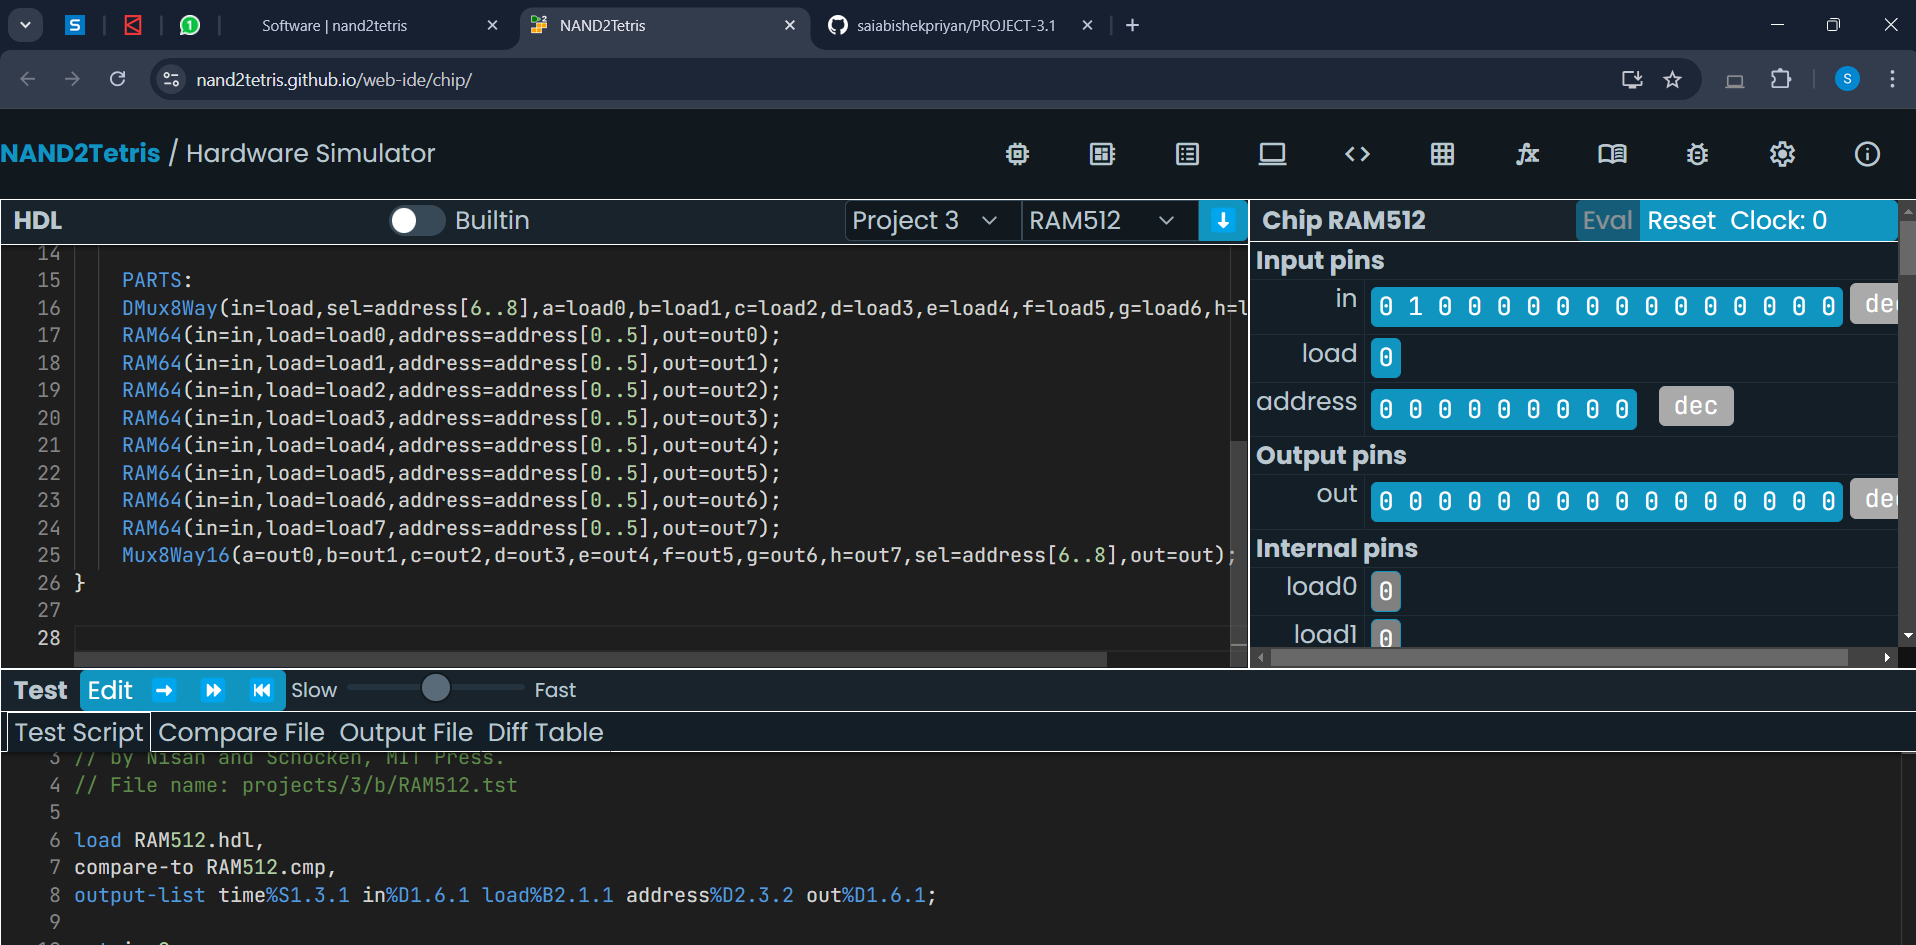 S
1
Software | nand2tetris
NAND2Tetris
saiabishekpriyan/PROJECT-3.1
nand2tetris.github.io/web-ide/chip/
S
NAND2Tetris / Hardware Simulator
HDL
Builtin
Project 3
RAM512
Chip RAM512
Eval
Reset
Clock: 0
14
15 PARTS:
16 DMux8Way(in=load,sel=address[6..8],a=load0,b=load1,c=load2,d=load3,e=load4,f=load5,g=load6,h=l
17 RAM64(in=in,load=load0,address=address[0..5],out=out0);
18 RAM64(in=in,load=load1,address=address[0..5],out=out1);
19 RAM64(in=in,load=load2,address=address[0..5],out=out2);
20 RAM64(in=in,load=load3,address=address[0..5],out=out3);
21 RAM64(in=in,load=load4,address=address[0..5],out=out4);
22 RAM64(in=in,load=load5,address=address[0..5],out=out5);
23 RAM64(in=in,load=load6,address=address[0..5],out=out6);
24 RAM64(in=in,load=load7,address=address[0..5],out=out7);
25 Mux8Way16(a=out0,b=out1,c=out2,d=out3,e=out4,f=out5,g=out6,h=out7,sel=address[6..8],out=out);
26 }
27
28
Input pins
in 0 1 0 0 0 0 0 0 0 0 0 0 0 0 0 0 dec
load 0
address 0 0 0 0 0 0 0 0 0 dec
Output pins
out 0 0 0 0 0 0 0 0 0 0 0 0 0 0 0 0 dec
Internal pins
load0 0
load1 0
Test Edit Slow Fast
Test Script Compare File Output File Diff Table
3 // by Nisan and Schocken, MIT Press.
4 // File name: projects/3/b/RAM512.tst
5
6 load RAM512.hdl,
7 compare-to RAM512.cmp,
8 output-list time%S1.3.1 in%D1.6.1 load%B2.1.1 address%D2.3.2 out%D1.6.1;
9